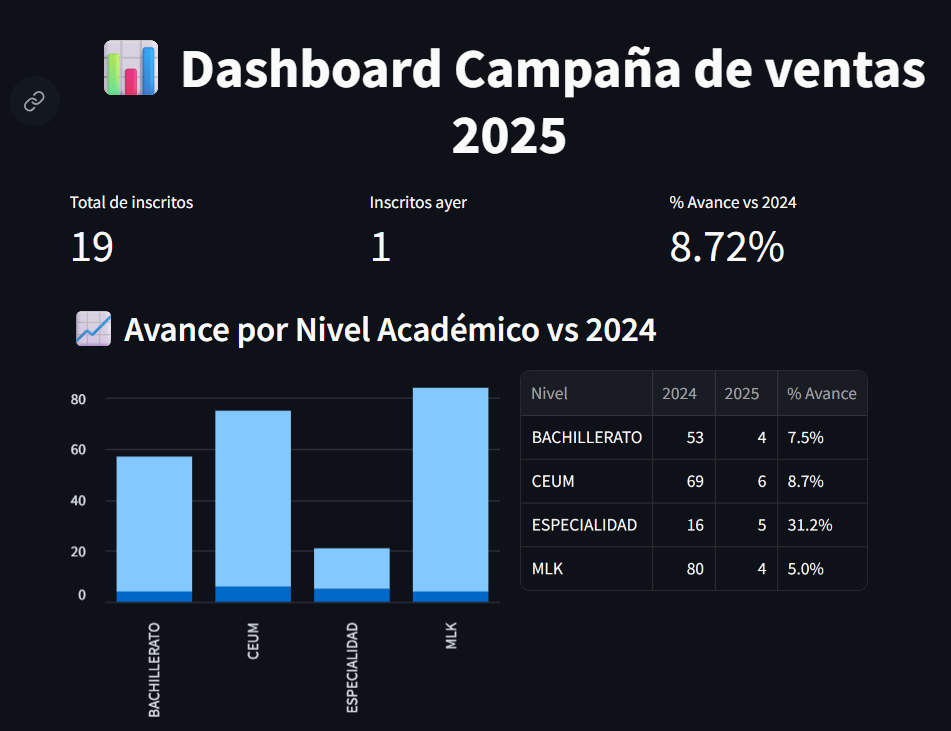 Dashboard Campaña de ventas
2025
Total de inscritos
19
Inscritos ayer
1
% Avance vs 2024
8.72%
Avance por Nivel Académico vs 2024
80
60
40
20
0
BACHILLERATO
CEUM
ESPECIALIDAD
MLK
Nivel 2024 2025 % Avance
BACHILLERATO 53 4 7.5%
CEUM 69 6 8.7%
ESPECIALIDAD 16 5 31.2%
MLK 80 4 5.0%